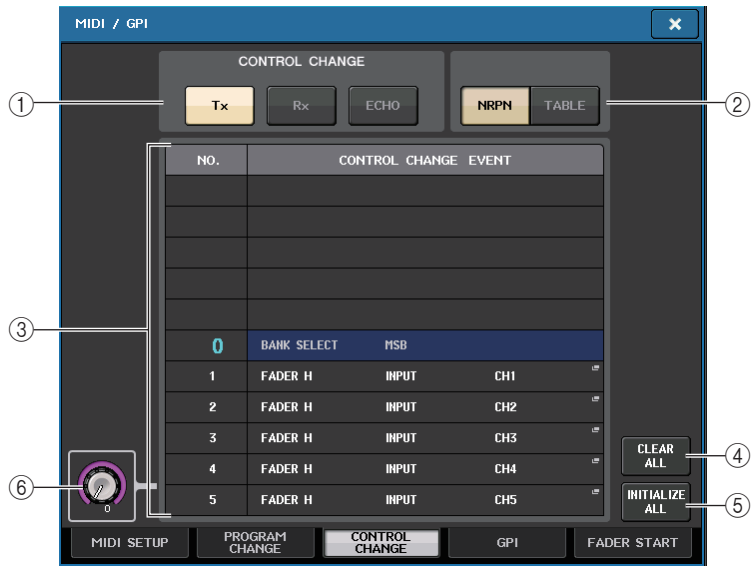 MIDI / GPI
×
CONTROL CHANGE
① Tx Rx ECHO NRPN TABLE ②
NO. CONTROL CHANGE EVENT
③
0 BANK SELECT MSB
1 FADER H INPUT CH1
2 FADER H INPUT CH2
3 FADER H INPUT CH3
4 FADER H INPUT CH4
5 FADER H INPUT CH5
CLEAR
ALL ④
INITIALIZE
ALL ⑤
⑥ 0
MIDI SETUP
PROGRAM
CHANGE
CONTROL
CHANGE
GPI
FADER START